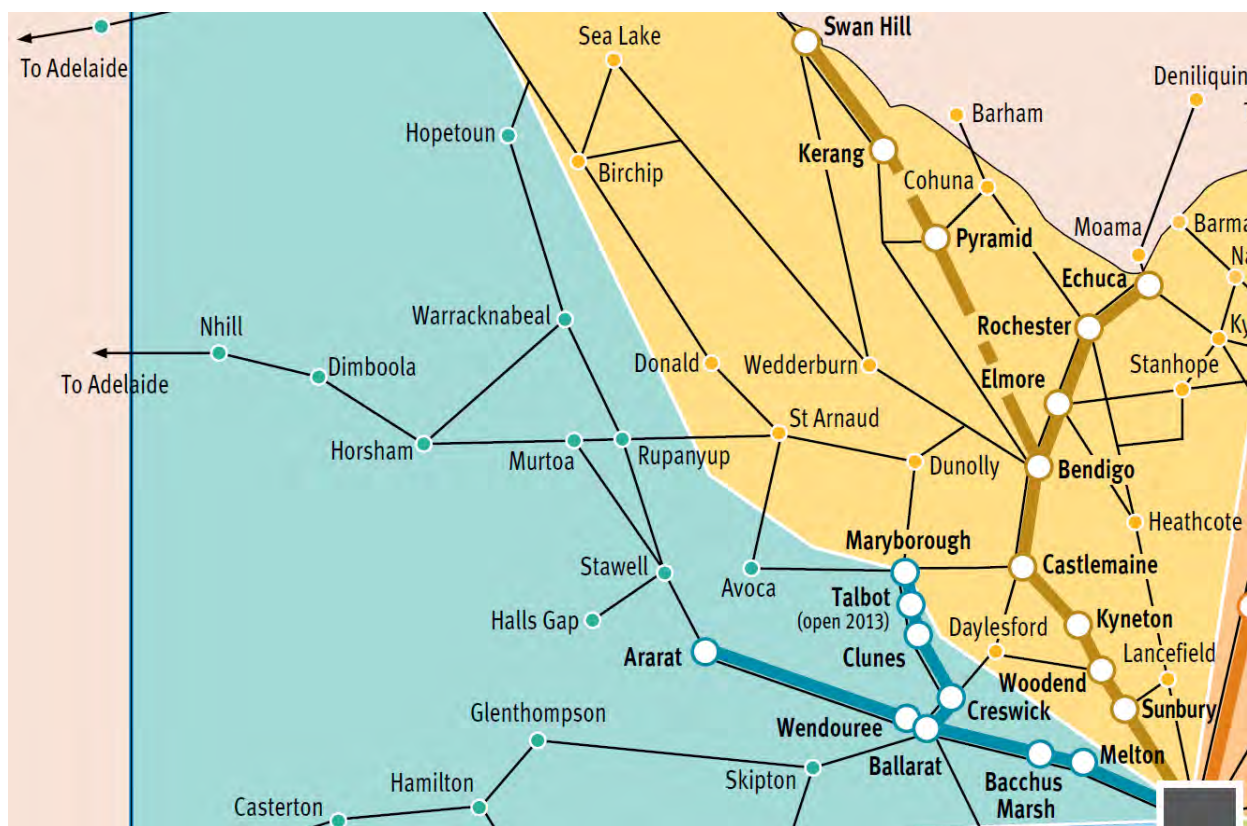 To Adelaide
Sea Lake
Swan Hill
Deniliquin
Hopetoun
Birchip
Kerang
Barham
Cohuna
Pyramid
Moama
Echuca
Warracknabeal
Nhill
To Adelaide
Dimboola
Donald
Wedderburn
Rochester
Stanhope
Elmore
Horsham
Murtoa
Rupanyup
St Arnaud
Dunolly
Bendigo
Heathcote
Stawell
Avoca
Maryborough
Castlemaine
Halls Gap
Talbot
(open 2013)
Daylesford
Kyneton
Ararat
Clunes
Lancefield
Woodend
Creswick
Sunbury
Glenthompson
Wendouree
Ballarat
Melton
Hamilton
Skipton
Bacchus
Marsh
Casterton